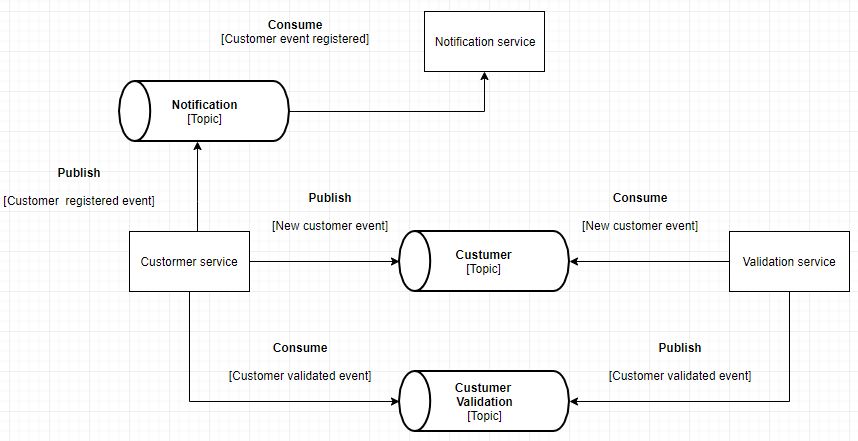 Consume
[Customer event registered]
Notification service
Notification
[Topic]
Publish
[Customer  registered event]
Publish
[New customer event]
Consume
[New customer event]
Custormer service
Custumer
[Topic]
Validation service
Consume
[Customer validated event]
Custumer
Validation
[Topic]
Publish
[Customer validated event]